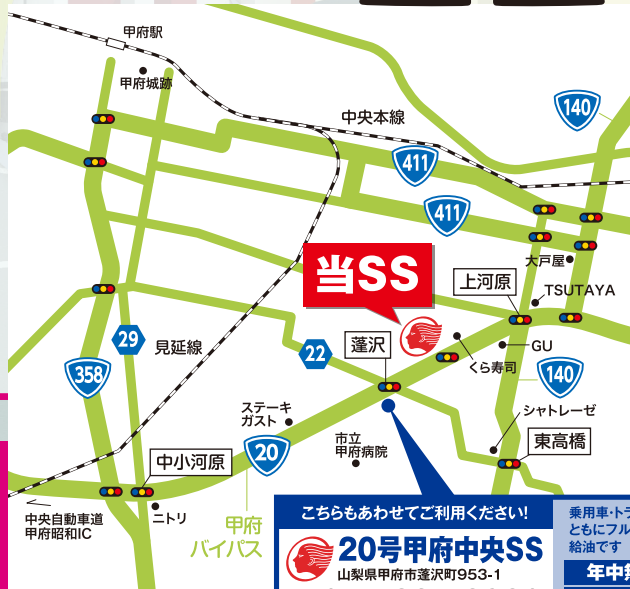 甲府駅
甲府城跡
中央本線
140
411
411
大戸屋
当SS
上河原
TSUTAYA
29
見延線
22
蓬沢
くら寿司
GU
140
358
シャトレーゼ
ステーキ
ガスト
20
市立
甲府病院
東高橋
中小河原
ニトリ
中央自動車道
甲府昭和IC
甲府
バイパス
こちらもあわせてご利用ください!
20号甲府中央SS
山梨県甲府市蓬沢町953-1
乗用車・トラ
ともにフル
給油です
年中無